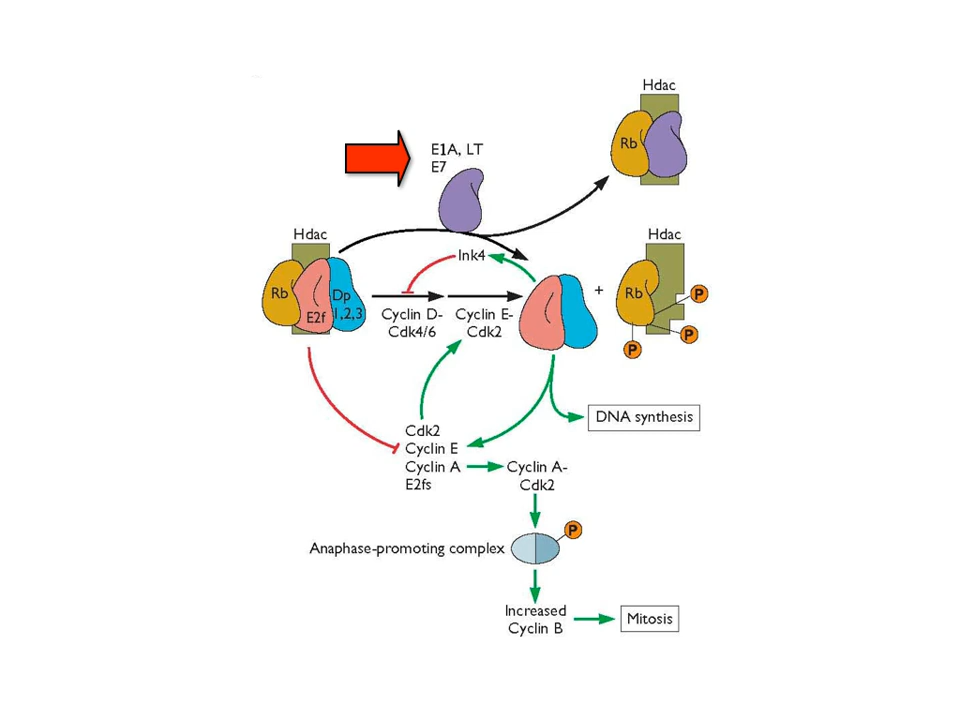 Hdac
Rb
E1A, LT
E7
Hdac
Rb
E2f
Dp
1,2,3
Ink4
Cyclin D-
Cdk4/6
Cyclin E-
Cdk2
+
Hdac
Rb
P
P
P
DNA synthesis
Cdk2
Cyclin E
Cyclin A
E2fs
Cyclin A-
Cdk2
P
Anaphase-promoting complex
Increased
Cyclin B
Mitosis